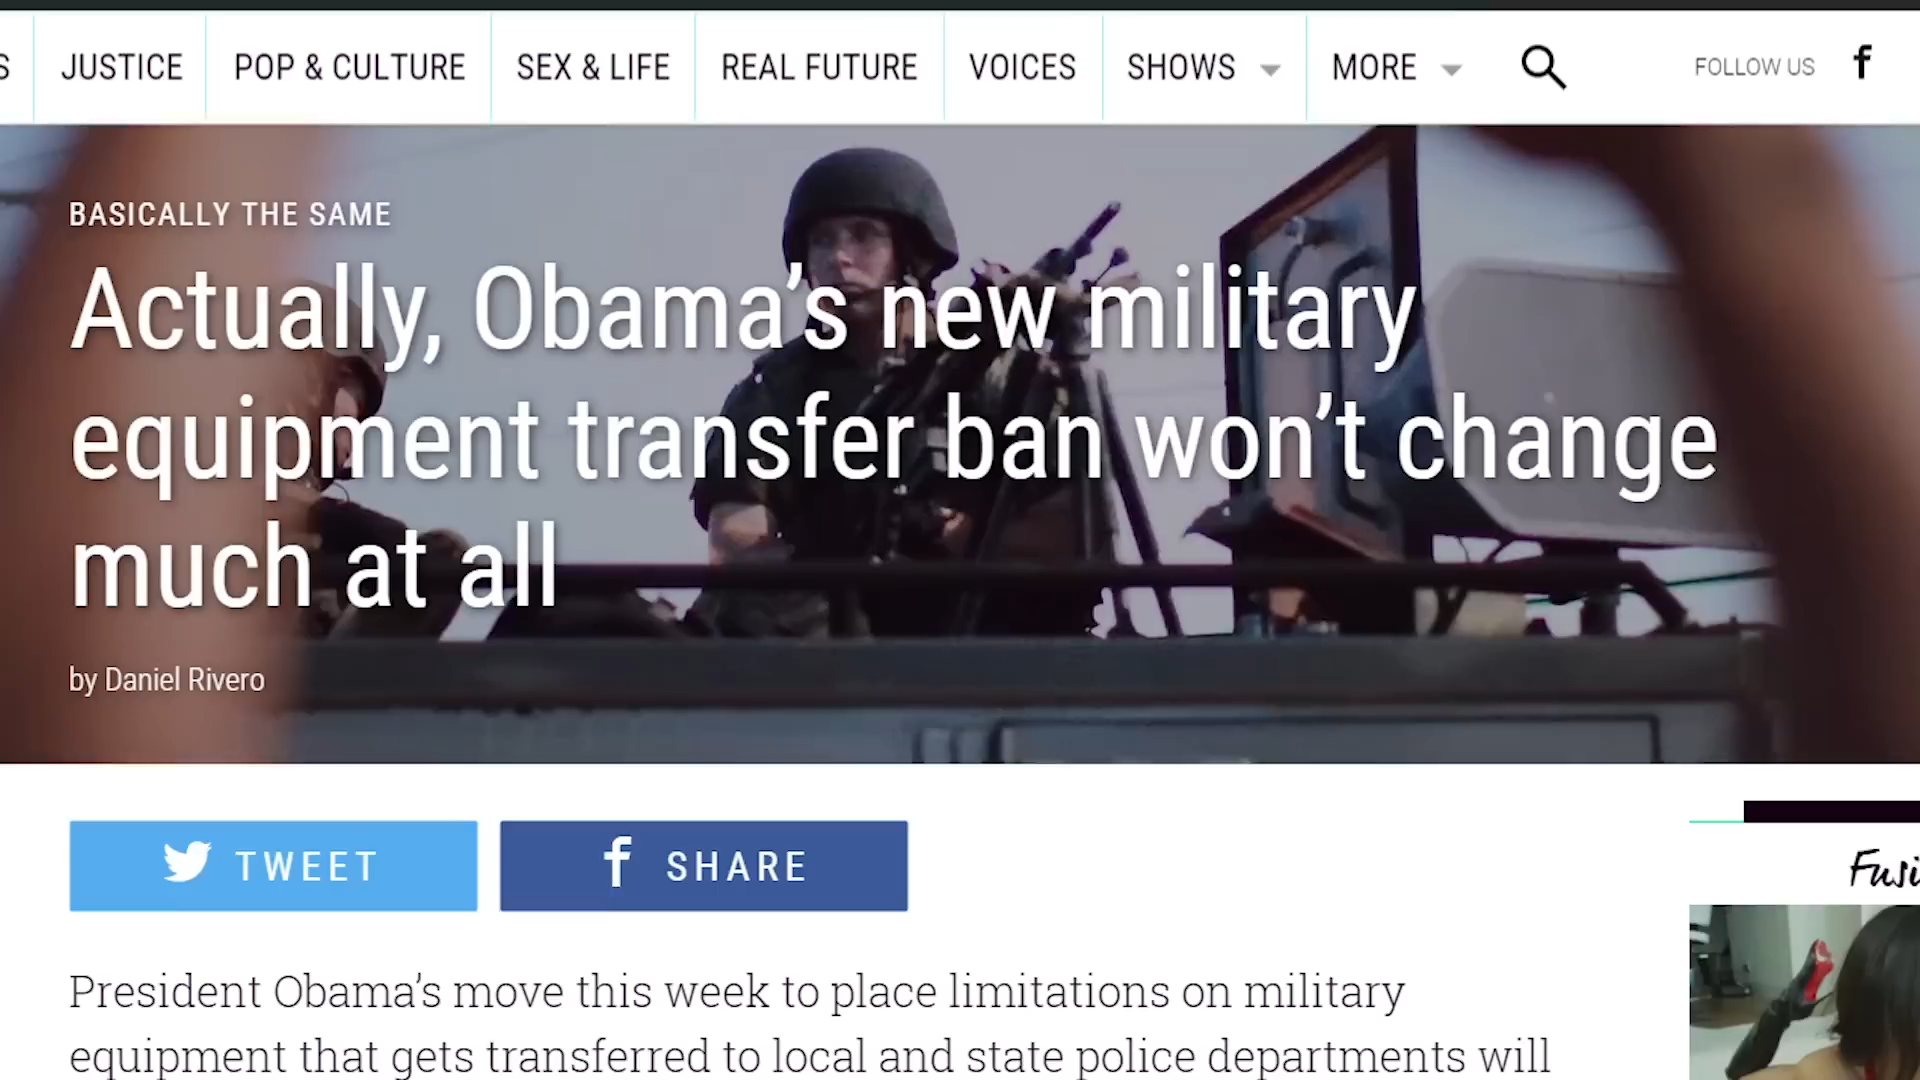 S JUSTICE POP & CULTURE SEX & LIFE REAL FUTURE VOICES SHOWS MORE FOLLOW US f
BASICALLY THE SAME
Actually, Obama’s new military
equipment transfer ban won’t change
much at all
by Daniel Rivero
TWEET f SHARE
Fusi
President Obama’s move this week to place limitations on military
equipment that gets transferred to local and state police departments will